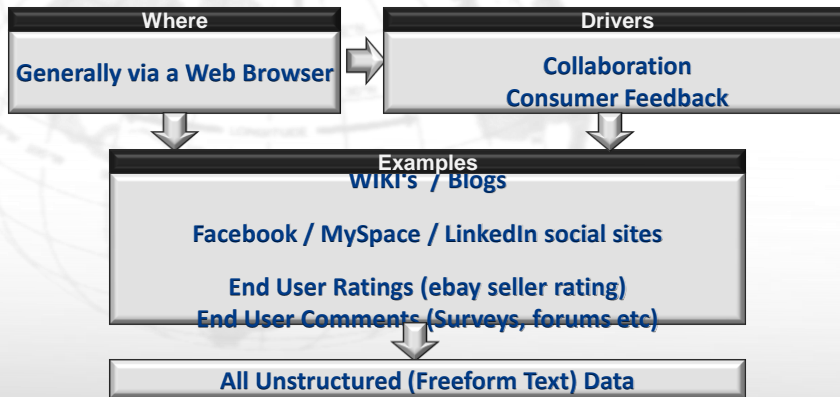 Where
Generally via a Web Browser
Drivers
Collaboration
Consumer Feedback
Examples
WIKI's / Blogs
Facebook / MySpace / LinkedIn social sites
End User Ratings (ebay seller rating)
End User Comments (Surveys, forums etc)
All Unstructured (Freeform Text) Data